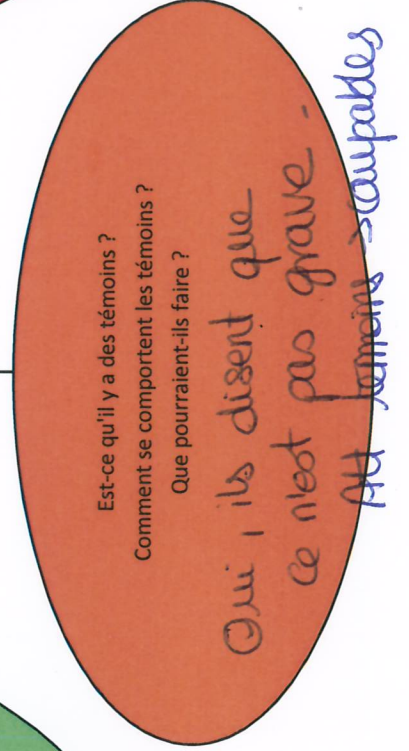 Est-ce qu'il y a des témoins ?
Comment se comportent les témoins ?
Que pourraient-ils faire ?
Oui, ils disent que
ce n'est pas grave.
témoins → coupables